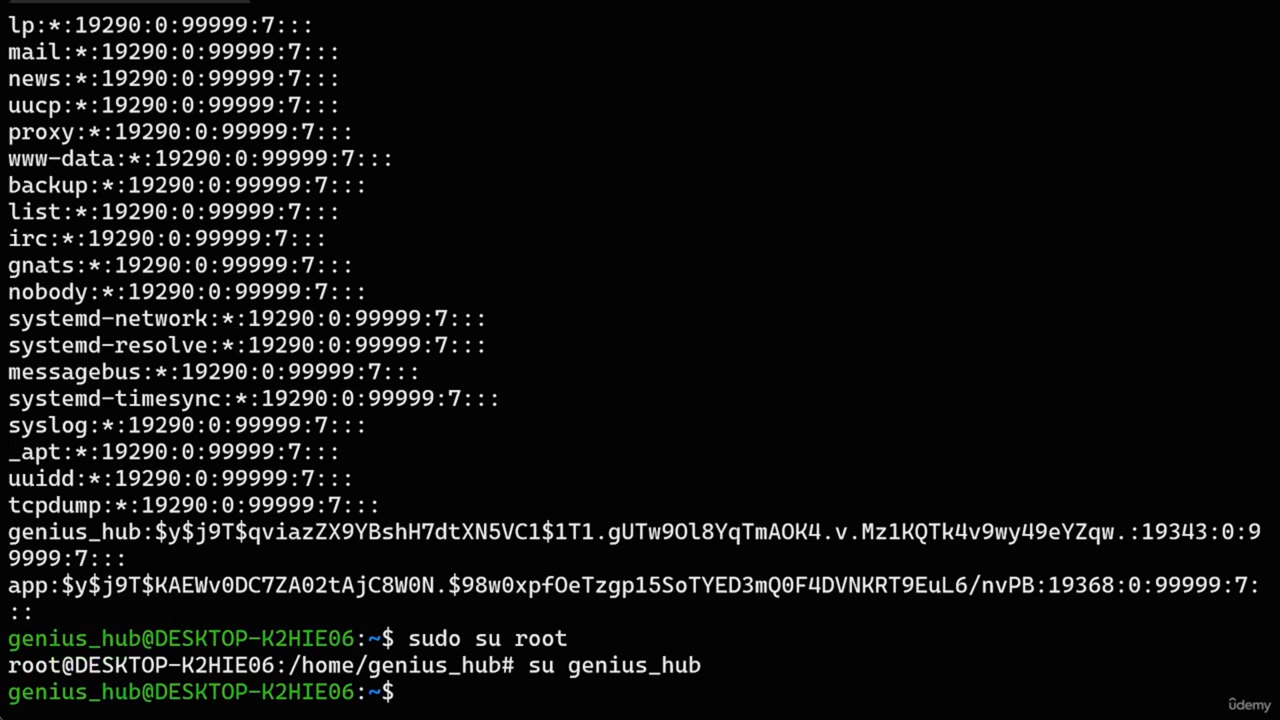 lp:*:19290:0:99999:7:::
mail:*:19290:0:99999:7:::
news:*:19290:0:99999:7:::
uucp:*:19290:0:99999:7:::
proxy:*:19290:0:99999:7:::
www-data:*:19290:0:99999:7:::
backup:*:19290:0:99999:7:::
list:*:19290:0:99999:7:::
irc:*:19290:0:99999:7:::
gnats:*:19290:0:99999:7:::
nobody:*:19290:0:99999:7:::
systemd-network:*:19290:0:99999:7:::
systemd-resolve:*:19290:0:99999:7:::
messagebus:*:19290:0:99999:7:::
systemd-timesync:*:19290:0:99999:7:::
syslog:*:19290:0:99999:7:::
_apt:*:19290:0:99999:7:::
uuidd:*:19290:0:99999:7:::
tcpdump:*:19290:0:99999:7:::
genius_hub:$y$j9T$qviazZX9YBshH7dtXN5VC1$1T1.gUTw9Ol8YqTmAOK4.v.Mz1KQTk4v9wy49eYZqw.:19343:0:9
9999:7:::
app:$y$j9T$KAEWv0DC7ZA02tAjC8W0N.$98w0xpfOeTzgp15SoTYED3mQ0F4DVNKRT9EuL6/nvPB:19368:0:99999:7:
::
genius_hub@DESKTOP-K2HIE06:~$ sudo su root
root@DESKTOP-K2HIE06:/home/genius_hub# su genius_hub
genius_hub@DESKTOP-K2HIE06:~$
udemy